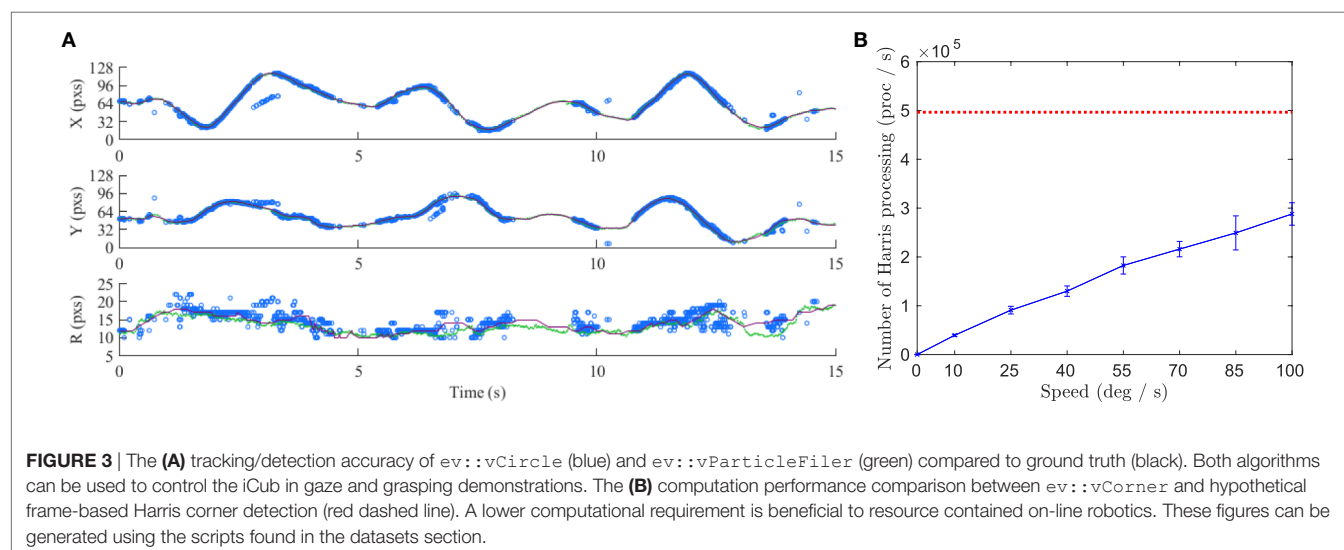 A
X (pxs)
128
96
64
32
0
0
5
10
15
Y (pxs)
128
96
64
32
0
0
5
10
15
R (pxs)
25
20
15
10
5
0
5
10
15
Time (s)
B
× 10 5
Number of Harris processing (proc / s)
6
5
4
3
2
1
0
0 10 25 40 55 70 85 100
Speed (deg / s)
FIGURE 3 | The (A) tracking/detection accuracy of ev::vCircle (blue) and ev::vParticleFiler (green) compared to ground truth (black). Both algorithms
can be used to control the iCub in gaze and grasping demonstrations. The (B) computation performance comparison between ev::vCorner and hypothetical
frame-based Harris corner detection (red dashed line). A lower computational requirement is beneficial to resource contained on-line robotics. These figures can be
generated using the scripts found in the datasets section.